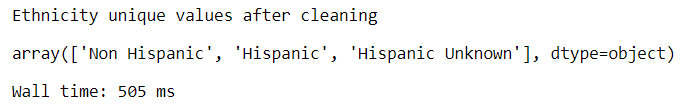 Ethnicity unique values after cleaning
array(['Non Hispanic', 'Hispanic', 'Hispanic Unknown'], dtype=object)
Wall time: 505 ms